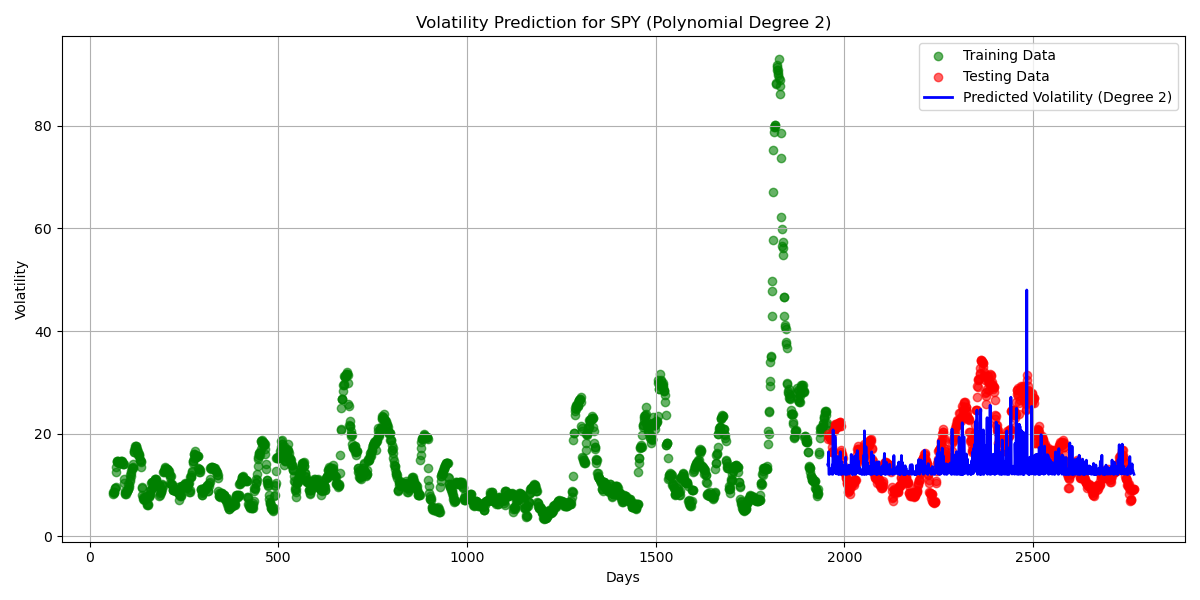 Volatility Prediction for SPY (Polynomial Degree 2)
Training Data
Testing Data
Predicted Volatility (Degree 2)
Volatility
80
60
40
20
0
0 500 1000 1500 2000 2500
Days